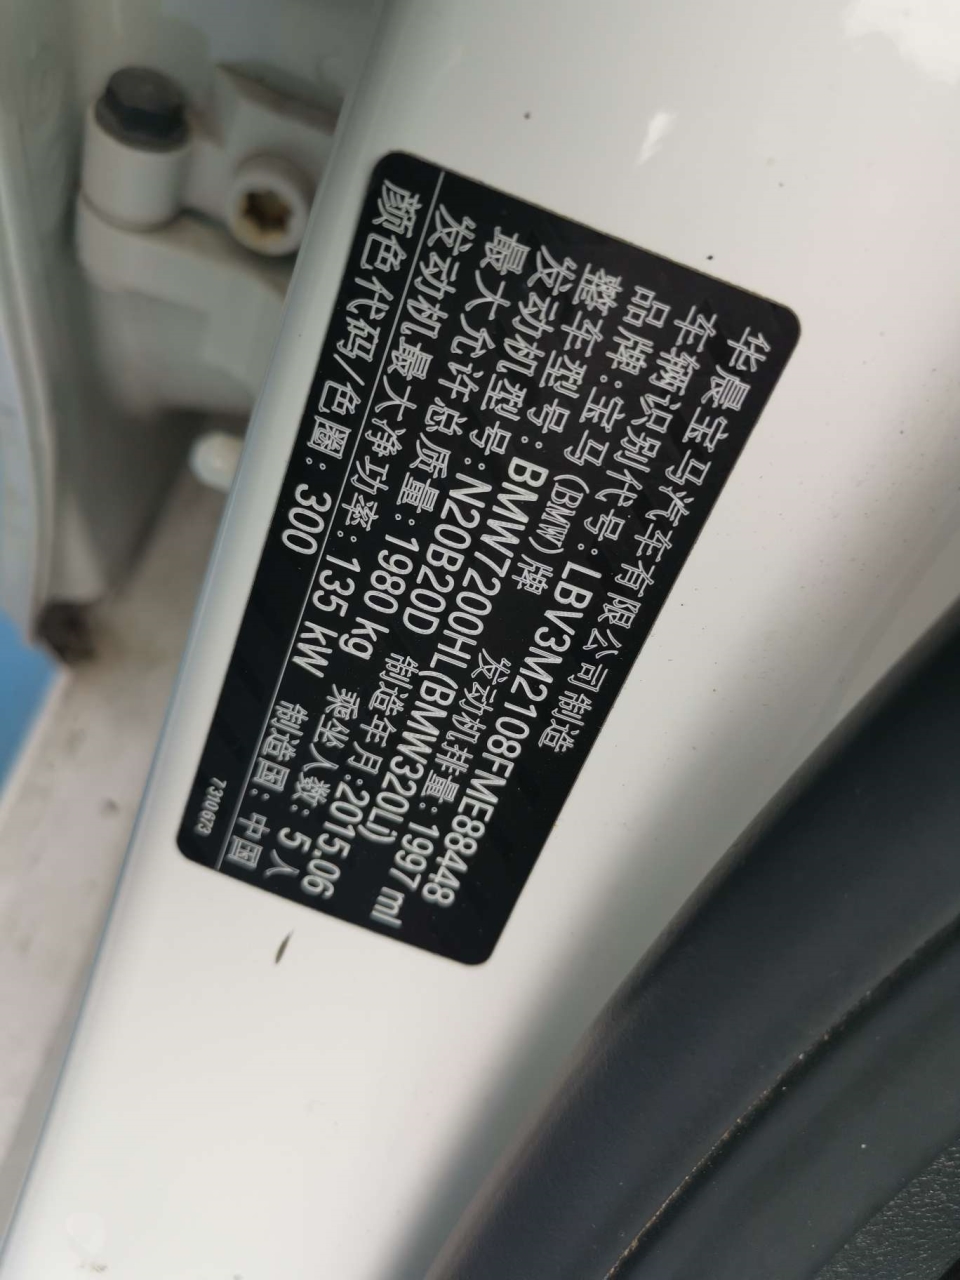 华晨宝马汽车有限公司制造
车辆识别代号: LBV3M2108FME88448
品牌:宝马(BMW)牌 发动机排量: 1997 ml
整车型号: BMW7200HL(BMW320Li)
发动机型号: N20B20D 制造年月:2015.06
最大允许总质量: 1980 kg 乘坐人数: 5 人
发动机最大净功率: 135 kW 制造国: 中国
颜色代码/色圈: 300 7310673